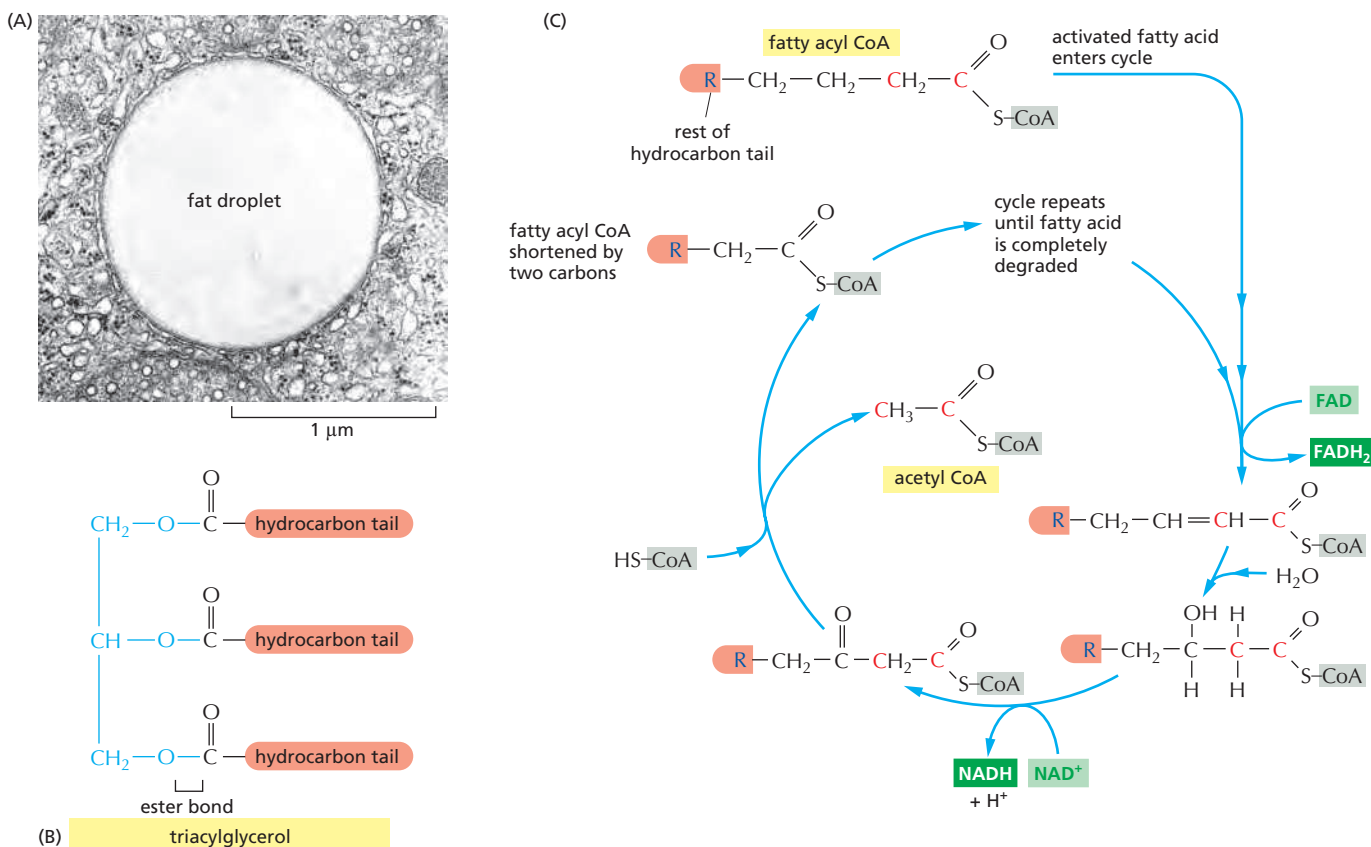 (A)
fat droplet
1 μm
CH₂—O—C—hydrocarbon tail
O
CH—O—C—hydrocarbon tail
O
CH₂—O—C—hydrocarbon tail
O
ester bond
(B)
triacylglycerol
(C)
fatty acyl CoA
R—CH₂—CH₂—CH₂—C
O
S–CoA
rest of
hydrocarbon tail
activated fatty acid
enters cycle
fatty acyl CoA
shortened by
two carbons
R—CH₂—C
O
S–CoA
cycle repeats
until fatty acid
is completely
degraded
CH₃—C
O
S–CoA
acetyl CoA
FAD
FADH₂
R—CH₂—CH=CH—C
O
S–CoA
H₂O
HS–CoA
OH H O
R—CH₂—C—C—C
H H
S–CoA
O O
R—CH₂—C—CH₂—C
S–CoA
NADH NAD⁺
+ H⁺